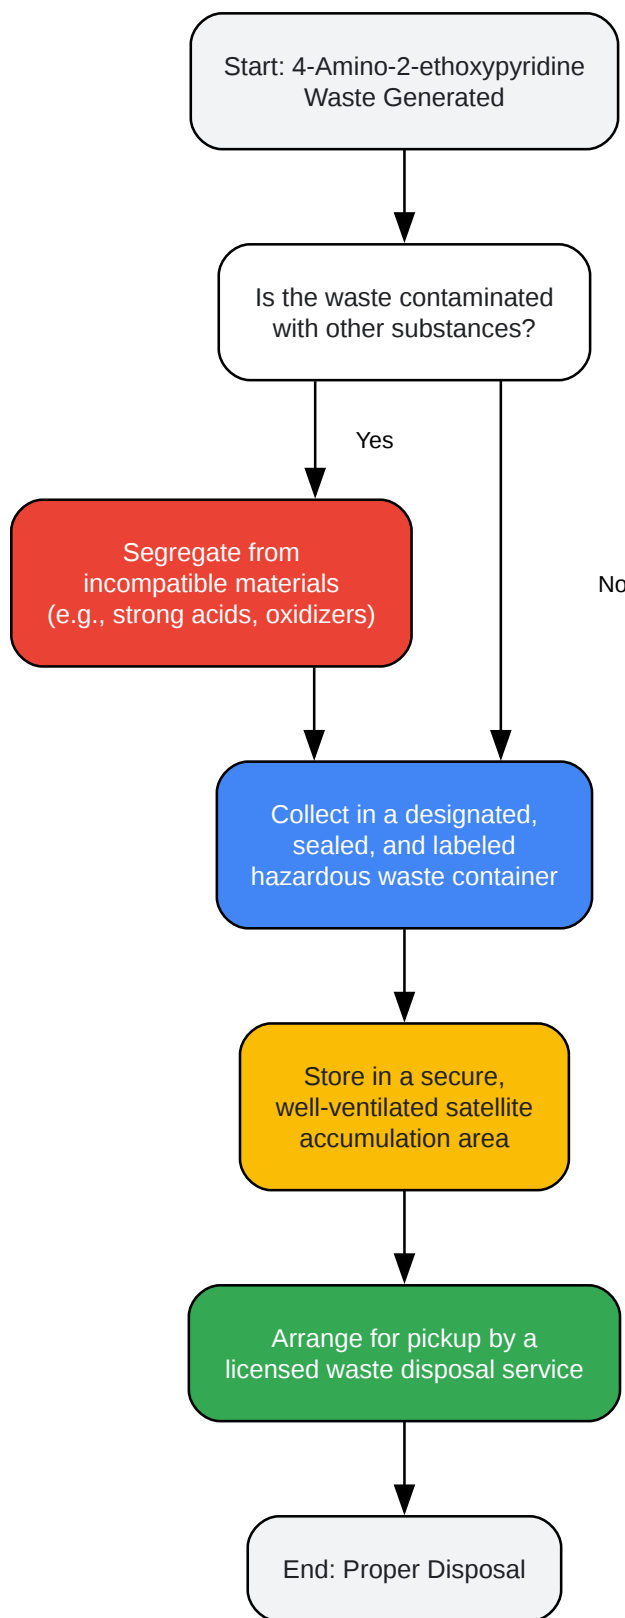 Start: 4-Amino-2-ethoxypyridine
Waste Generated
Is the waste contaminated
with other substances?
Yes
Segregate from
incompatible materials
(e.g., strong acids, oxidizers)
No
Collect in a designated,
sealed, and labeled
hazardous waste container
Store in a secure,
well-ventilated satellite
accumulation area
Arrange for pickup by a
licensed waste disposal service
End: Proper Disposal